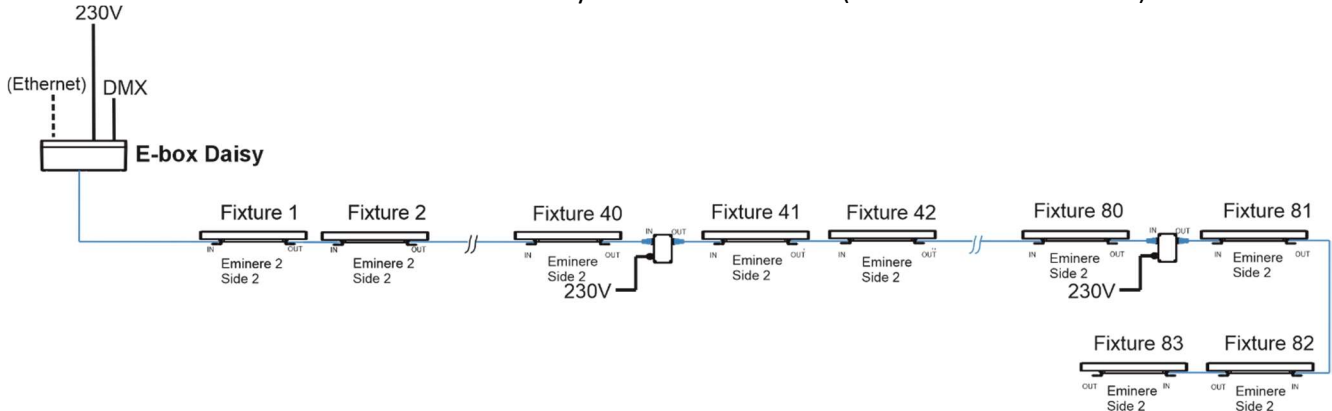 230V
(Ethernet)
DMX
E-box Daisy
Fixture 1
Fixture 2
Fixture 40
Fixture 41
Fixture 42
Fixture 80
Fixture 81
IN
OUT
IN
OUT
IN
OUT
IN
OUT
IN
OUT
IN
OUT
IN
OUT
IN
OUT
IN
OUT
Eminere 2
Side 2
Eminere 2
Side 2
Eminere
Side 2
Eminere
Side 2
Eminere
Side 2
Eminere
Side 2
Eminere
Side 2
230V
230V
Fixture 83
Fixture 82
OUT
IN
OUT
IN
Eminere
Side 2
Eminere
Side 2